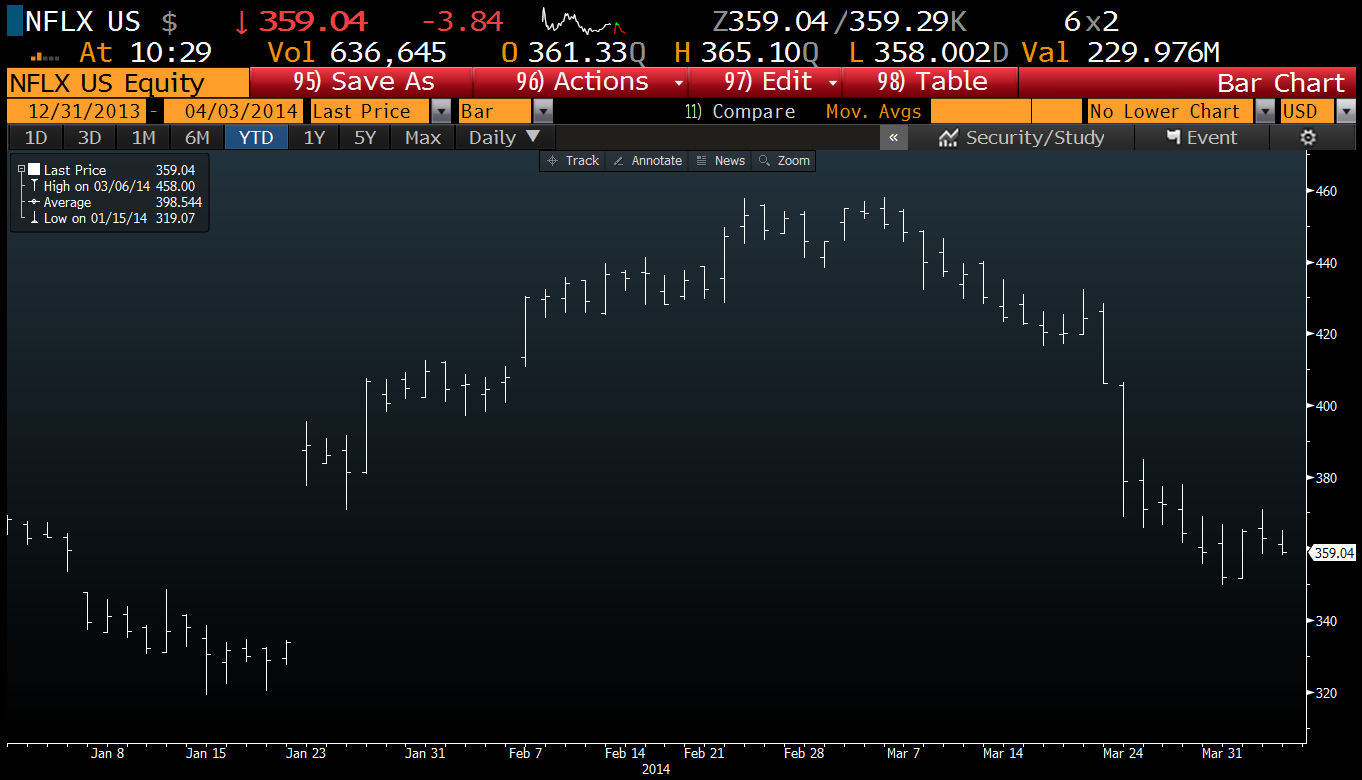 NFLX US $ ↓ 359.04 -3.84 Z359.04/359.29K 6x2
At 10:29 Vol 636,645 O 361.33Q H 365.10Q L 358.002D Val 229.976M
NFLX US Equity 95) Save As 96) Actions 97) Edit 98) Table Bar Chart
12/31/2013 - 04/03/2014 Last Price Bar 11) Compare Mov. Avgs No Lower Chart USD
1D 3D 1M 6M YTD 1Y 5Y Max Daily ▼ « Security/Study Event
Track Annotate News Zoom
Last Price 359.04
High on 03/06/14 458.00
Average 398.544
Low on 01/15/14 319.07
460
440
420
400
380
359.04
340
320
Jan 8 Jan 15 Jan 23 Jan 31 Feb 7 Feb 14 Feb 21 Feb 28 Mar 7 Mar 14 Mar 24 Mar 31
2014